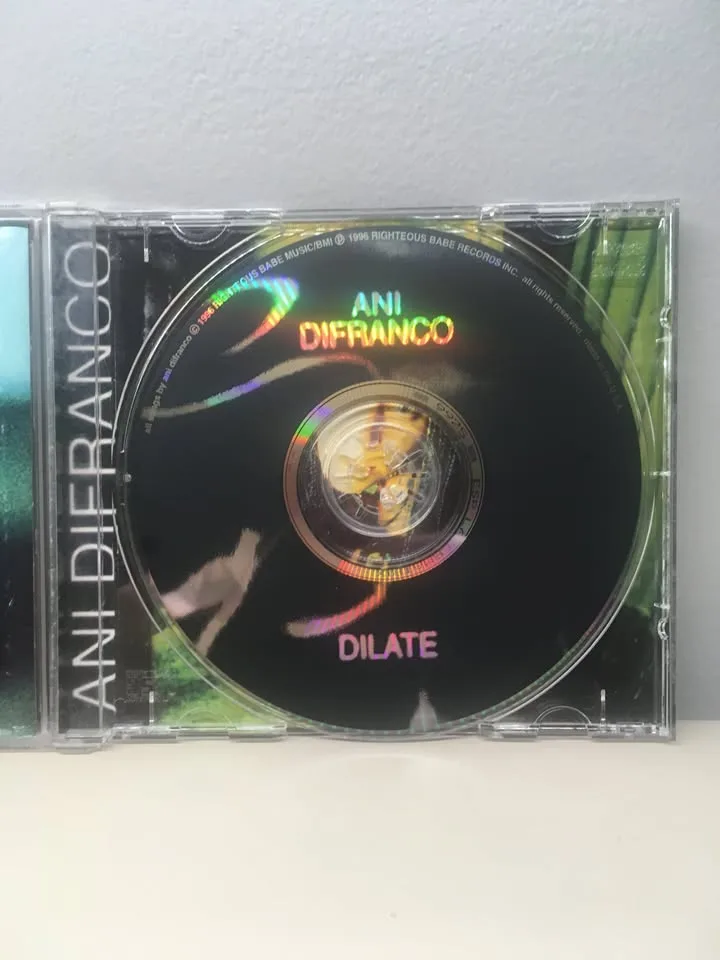 ANI DIFRANCO
all songs by ani difranco © 1996 RIGHTEOUS BABE MUSIC/BMI ℗ 1996 RIGHTEOUS BABE RECORDS INC. all rights reserved.
ANI
DIFRANCO
DILATE